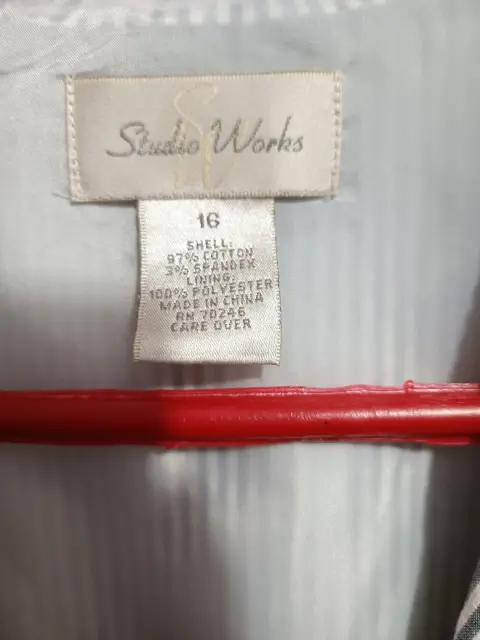 Studio Works
16
SHELL:
97% COTTON
3% SPANDEX
LINING:
100% POLYESTER
MADE IN CHINA
RN 70246
CARE OVER